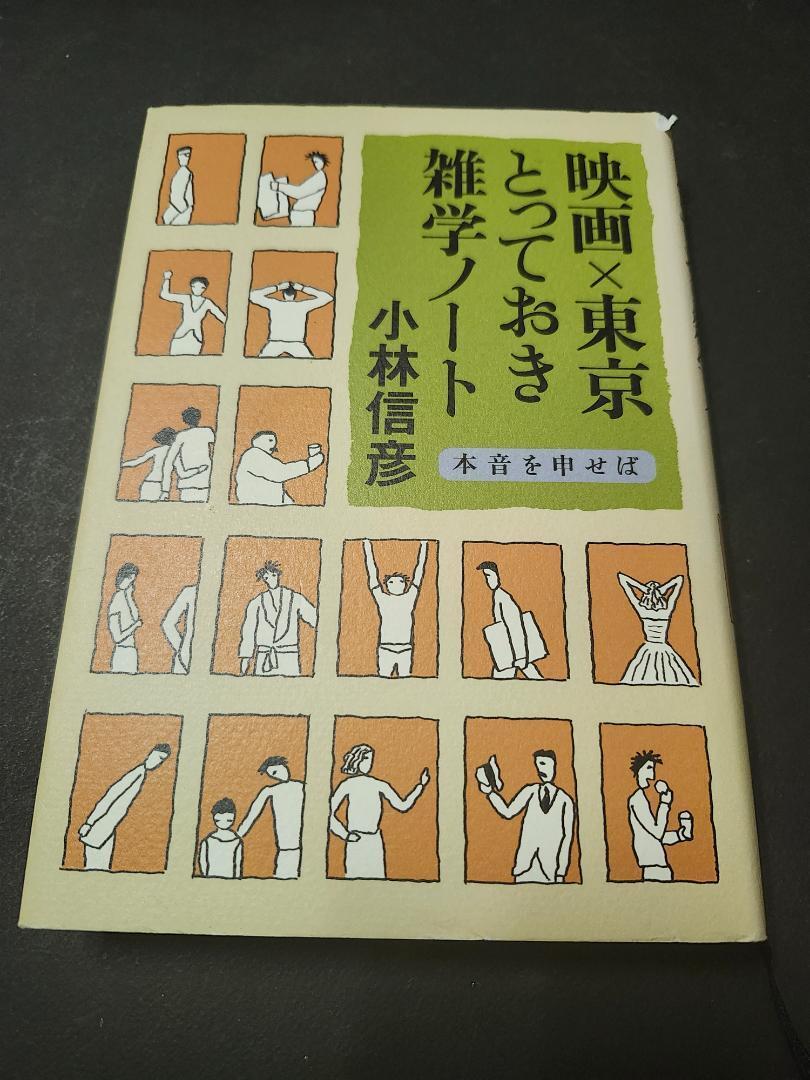 映画×東京
とっておき
雑学ノート
小林信彦
本音を申せば